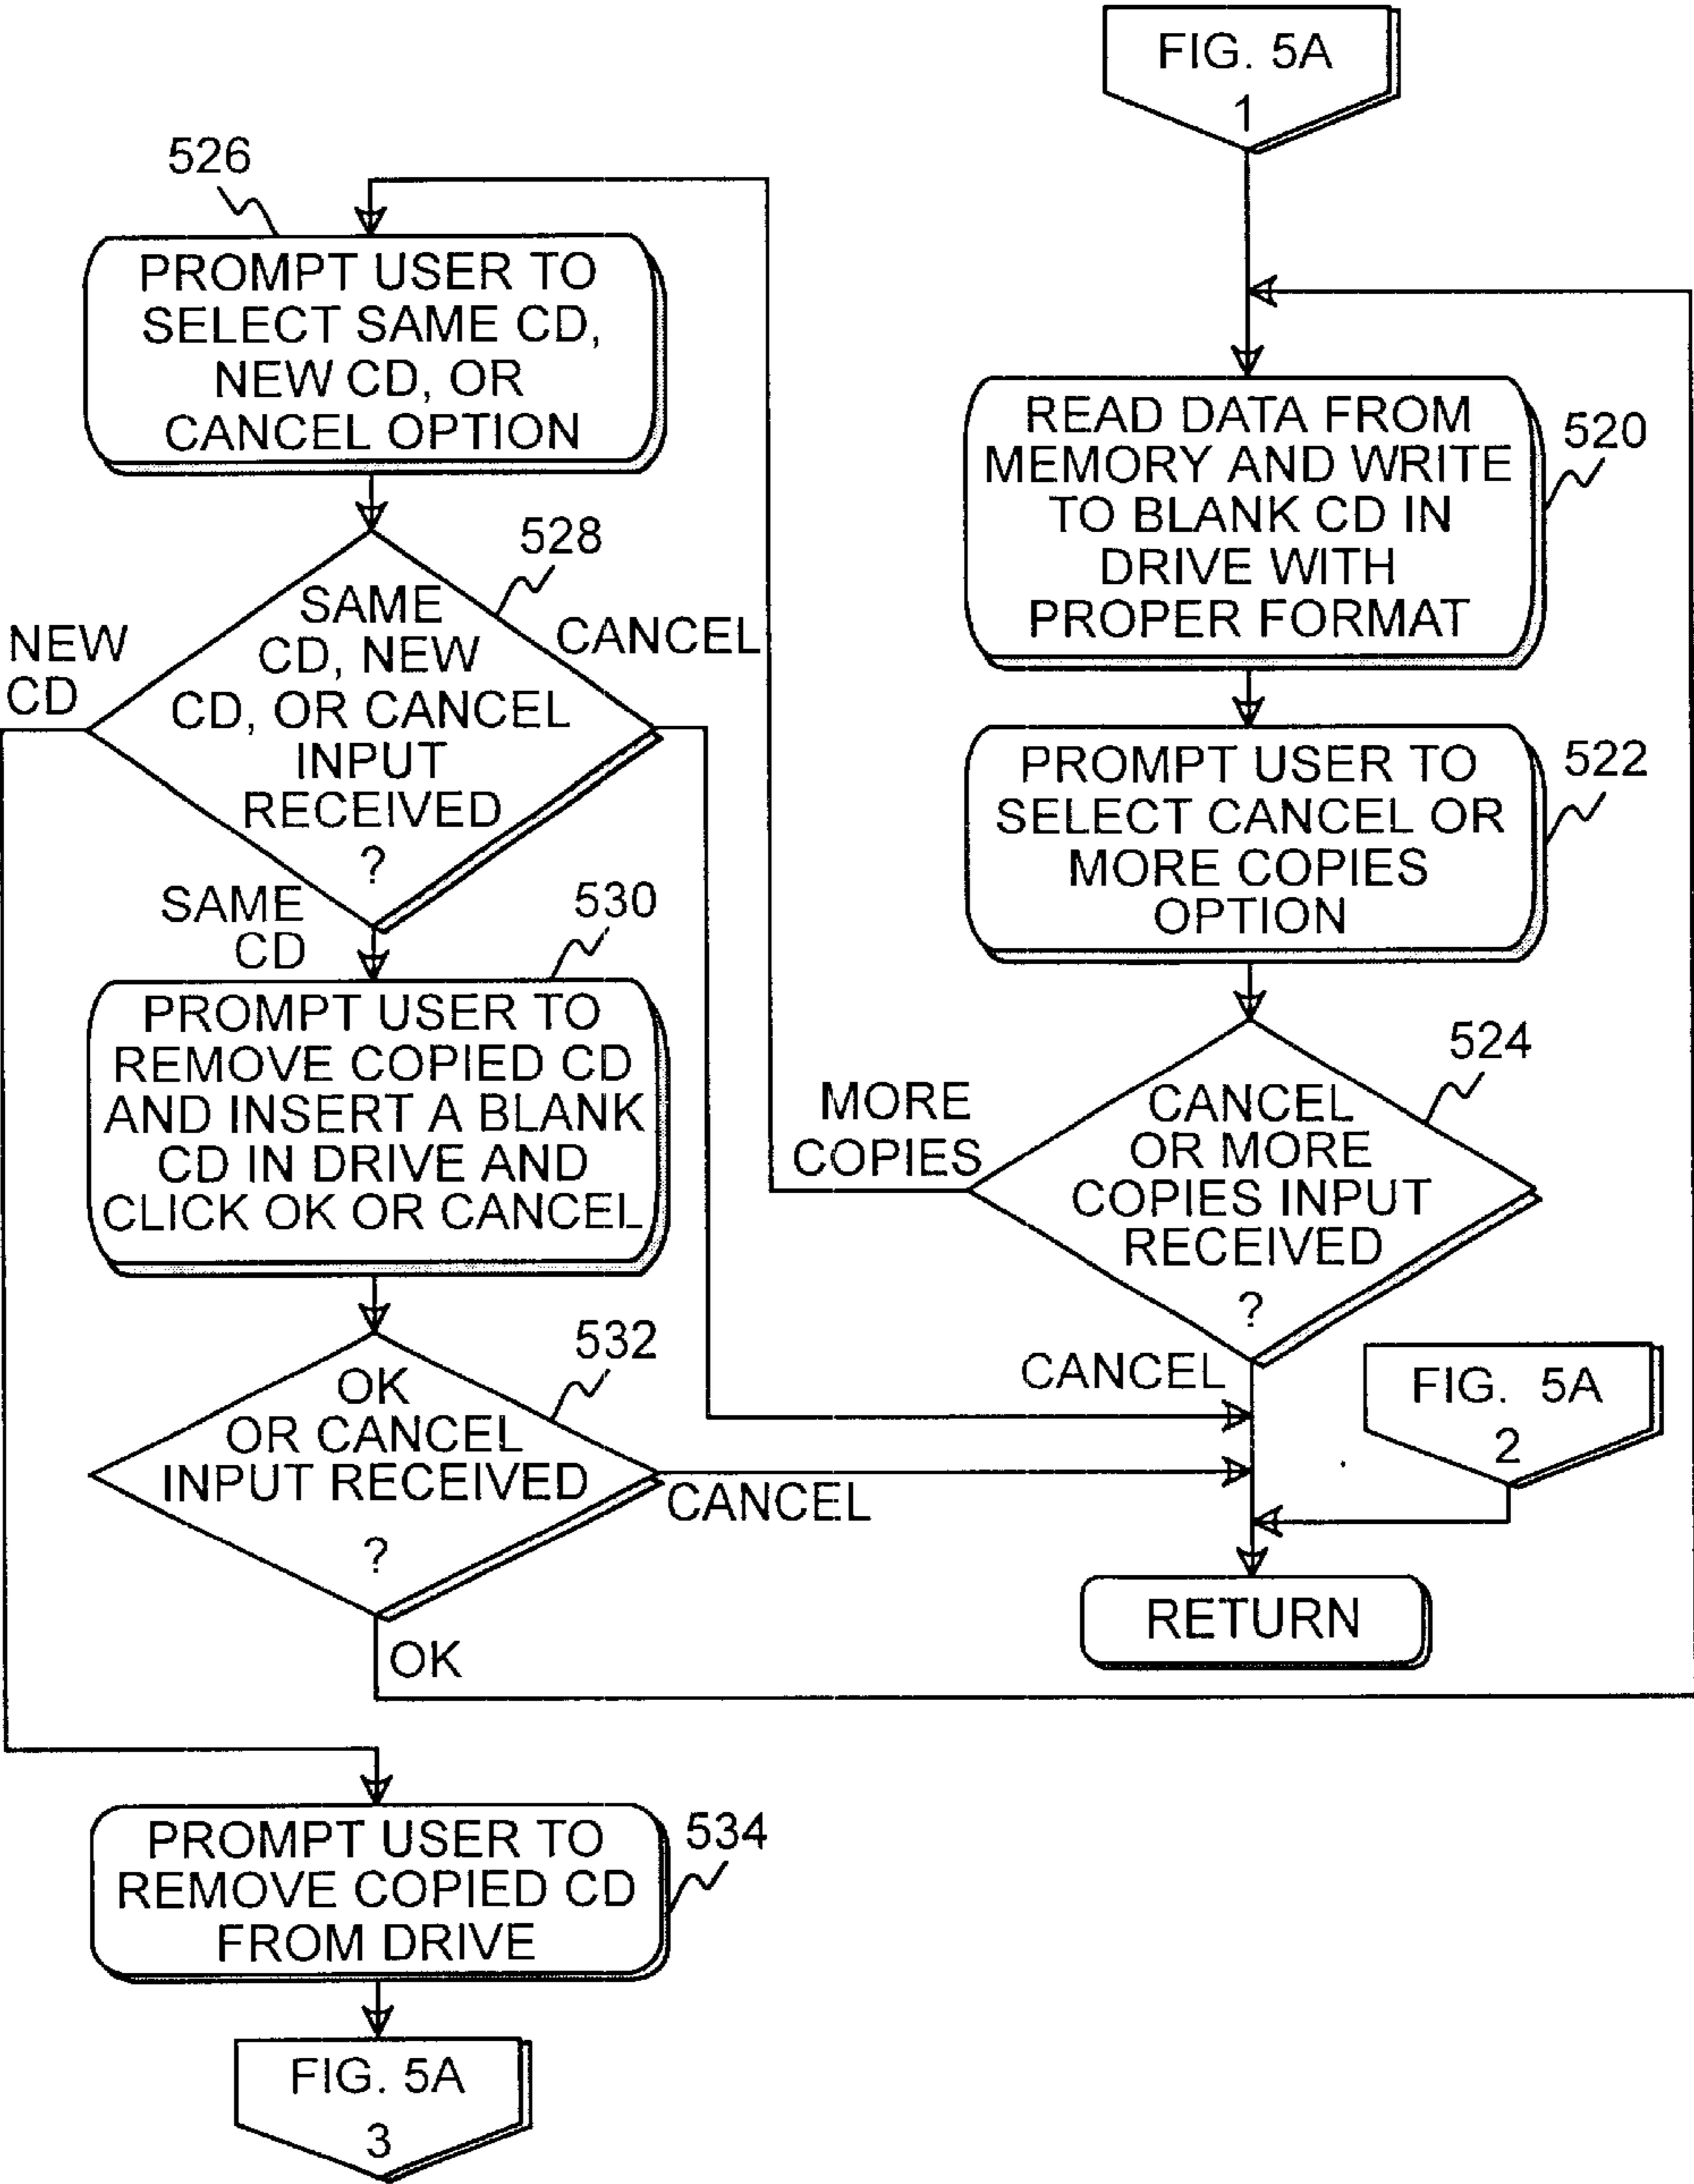 FIG. 5A
1
526
PROMPT USER TO
SELECT SAME CD,
NEW CD, OR
CANCEL OPTION
READ DATA FROM
MEMORY AND WRITE
TO BLANK CD IN
DRIVE WITH
PROPER FORMAT
520
528
SAME
CD, NEW
CD, OR CANCEL
INPUT
RECEIVED
?
NEW
CD
CANCEL
SAME
CD
PROMPT USER TO
SELECT CANCEL OR
MORE COPIES
OPTION
522
530
PROMPT USER TO
REMOVE COPIED CD
AND INSERT A BLANK
CD IN DRIVE AND
CLICK OK OR CANCEL
524
CANCEL
OR MORE
COPIES INPUT
RECEIVED
?
MORE
COPIES
CANCEL
532
OK
OR CANCEL
INPUT RECEIVED
?
CANCEL
OK
FIG. 5A
2
RETURN
PROMPT USER TO
REMOVE COPIED CD
FROM DRIVE
534
FIG. 5A
3